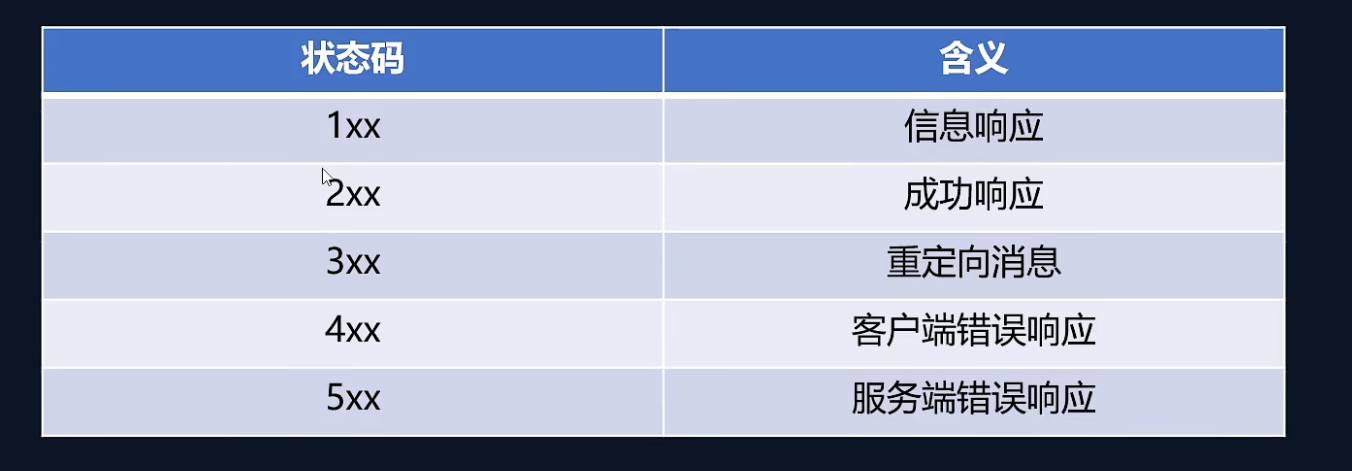 状态码 含义
1xx 信息响应
2xx 成功响应
3xx 重定向消息
4xx 客户端错误响应
5xx 服务端错误响应